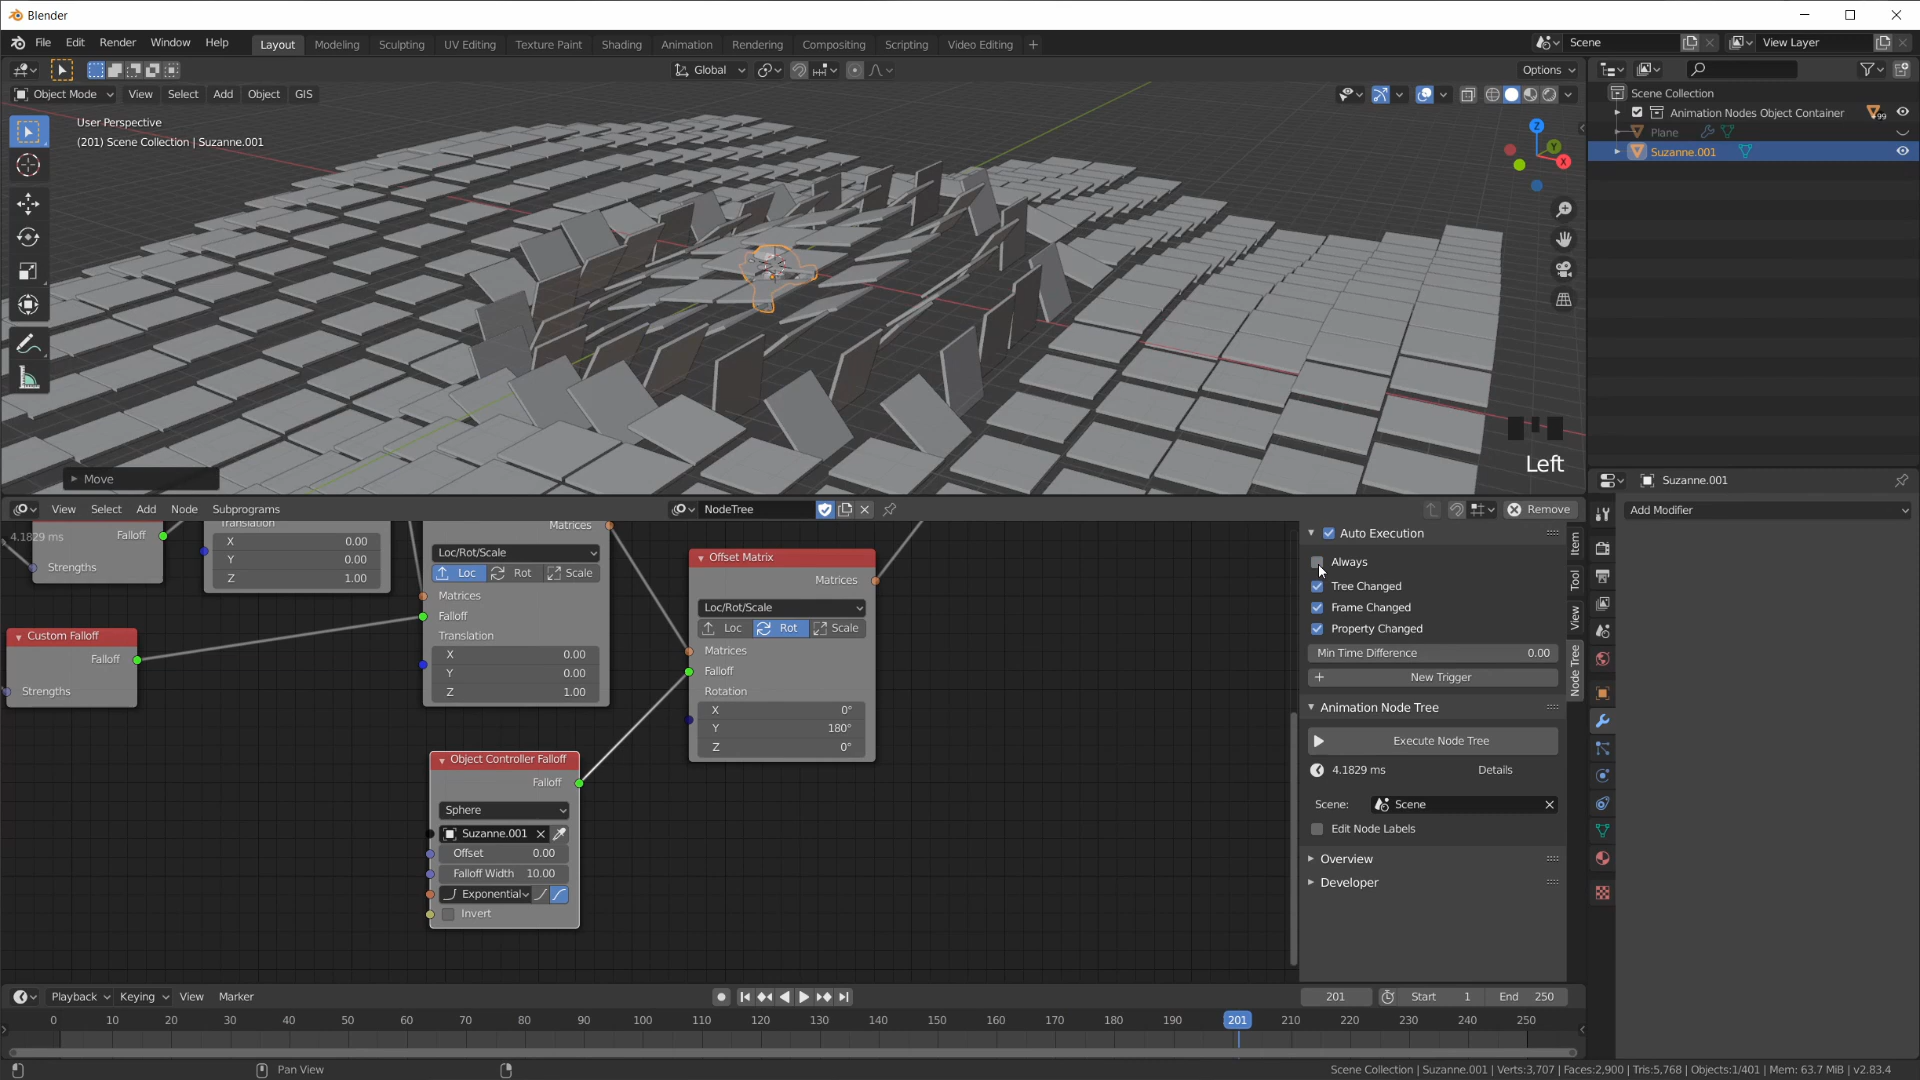 Blender
File Edit Render Window Help Layout Modeling Sculpting UV Editing Texture Paint Shading Animation Rendering Compositing Scripting Video Editing + Scene View Layer
Global Options
Object Mode View Select Add Object GIS
User Perspective
(201) Scene Collection | Suzanne.001
Z
Y
X
Left
Move
Scene Collection
Animation Nodes Object Container 99
Plane
Suzanne.001
Suzanne.001
Add Modifier
View Select Add Node Subprograms NodeTree Remove
4.1829 ms
Falloff
Strengths
Translation
X 0.00
Y 0.00
Z 1.00
Custom Falloff
Falloff
Strengths
Matrices
Loc/Rot/Scale
Loc Rot Scale
Matrices
Falloff
Translation
X 0.00
Y 0.00
Z 1.00
Offset Matrix
Matrices
Loc/Rot/Scale
Loc Rot Scale
Matrices
Falloff
Rotation
X 0°
Y 180°
Z 0°
Object Controller Falloff
Falloff
Sphere
Suzanne.001
Offset 0.00
Falloff Width 10.00
Exponential
Invert
Auto Execution
Always
Tree Changed
Frame Changed
Property Changed
Min Time Difference 0.00
New Trigger
Animation Node Tree
Execute Node Tree
4.1829 ms Details
Scene: Scene
Edit Node Labels
Overview
Developer
Item
Tool
View
Node Tree
Playback Keying View Marker 201 Start 1 End 250
0 10 20 30 40 50 60 70 80 90 100 110 120 130 140 150 160 170 180 190 201 210 220 230 240 250
Pan View
Scene Collection | Suzanne.001 | Verts:3,707 | Faces:2,900 | Tris:5,768 | Objects:1/401 | Mem: 63.7 MiB | v2.83.4